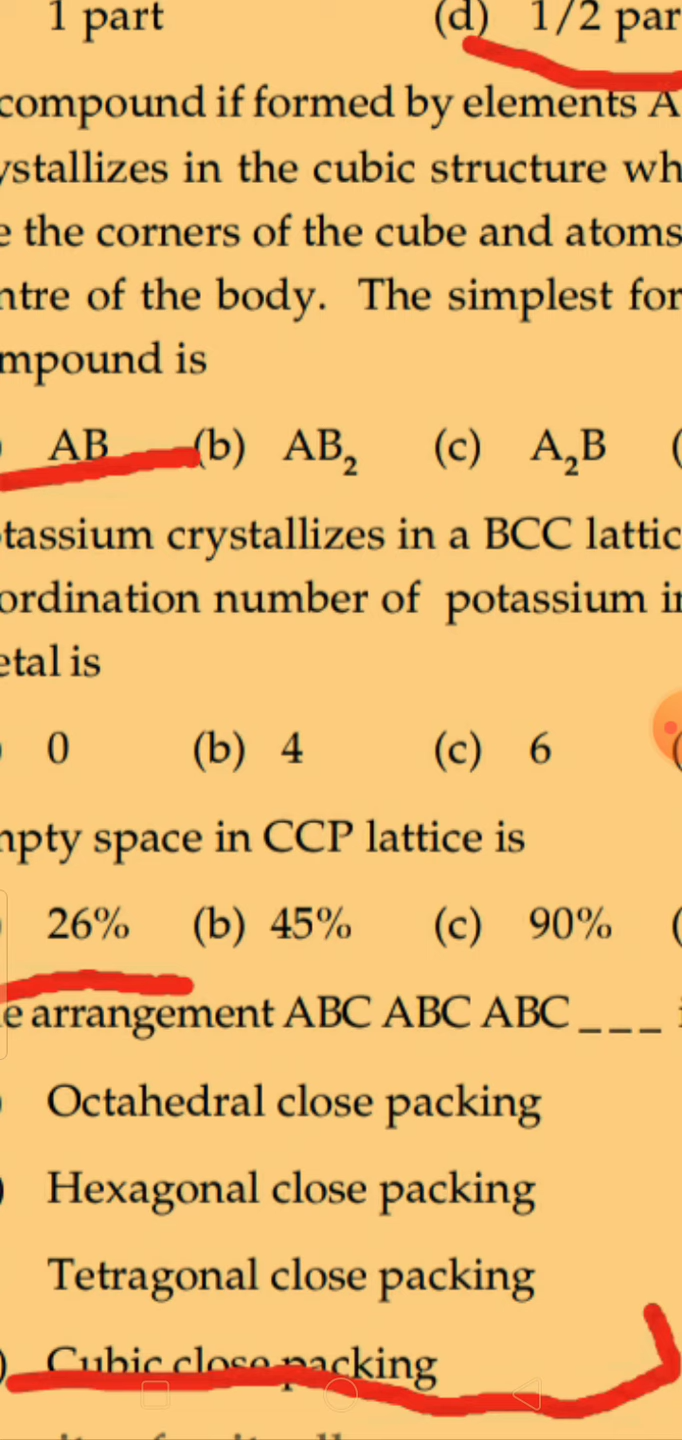 1 part (d) 1/2 par
compound if formed by elements A
ystallizes in the cubic structure wh
e the corners of the cube and atoms
ntre of the body. The simplest for
mpound is
) AB (b) AB₂ (c) A₂B (
tassium crystallizes in a BCC lattic
ordination number of potassium in
etal is
) 0 (b) 4 (c) 6 (
mpty space in CCP lattice is
) 26% (b) 45% (c) 90% (
e arrangement ABC ABC ABC _ _ _ i
) Octahedral close packing
) Hexagonal close packing
Tetragonal close packing
) Cubic close packing